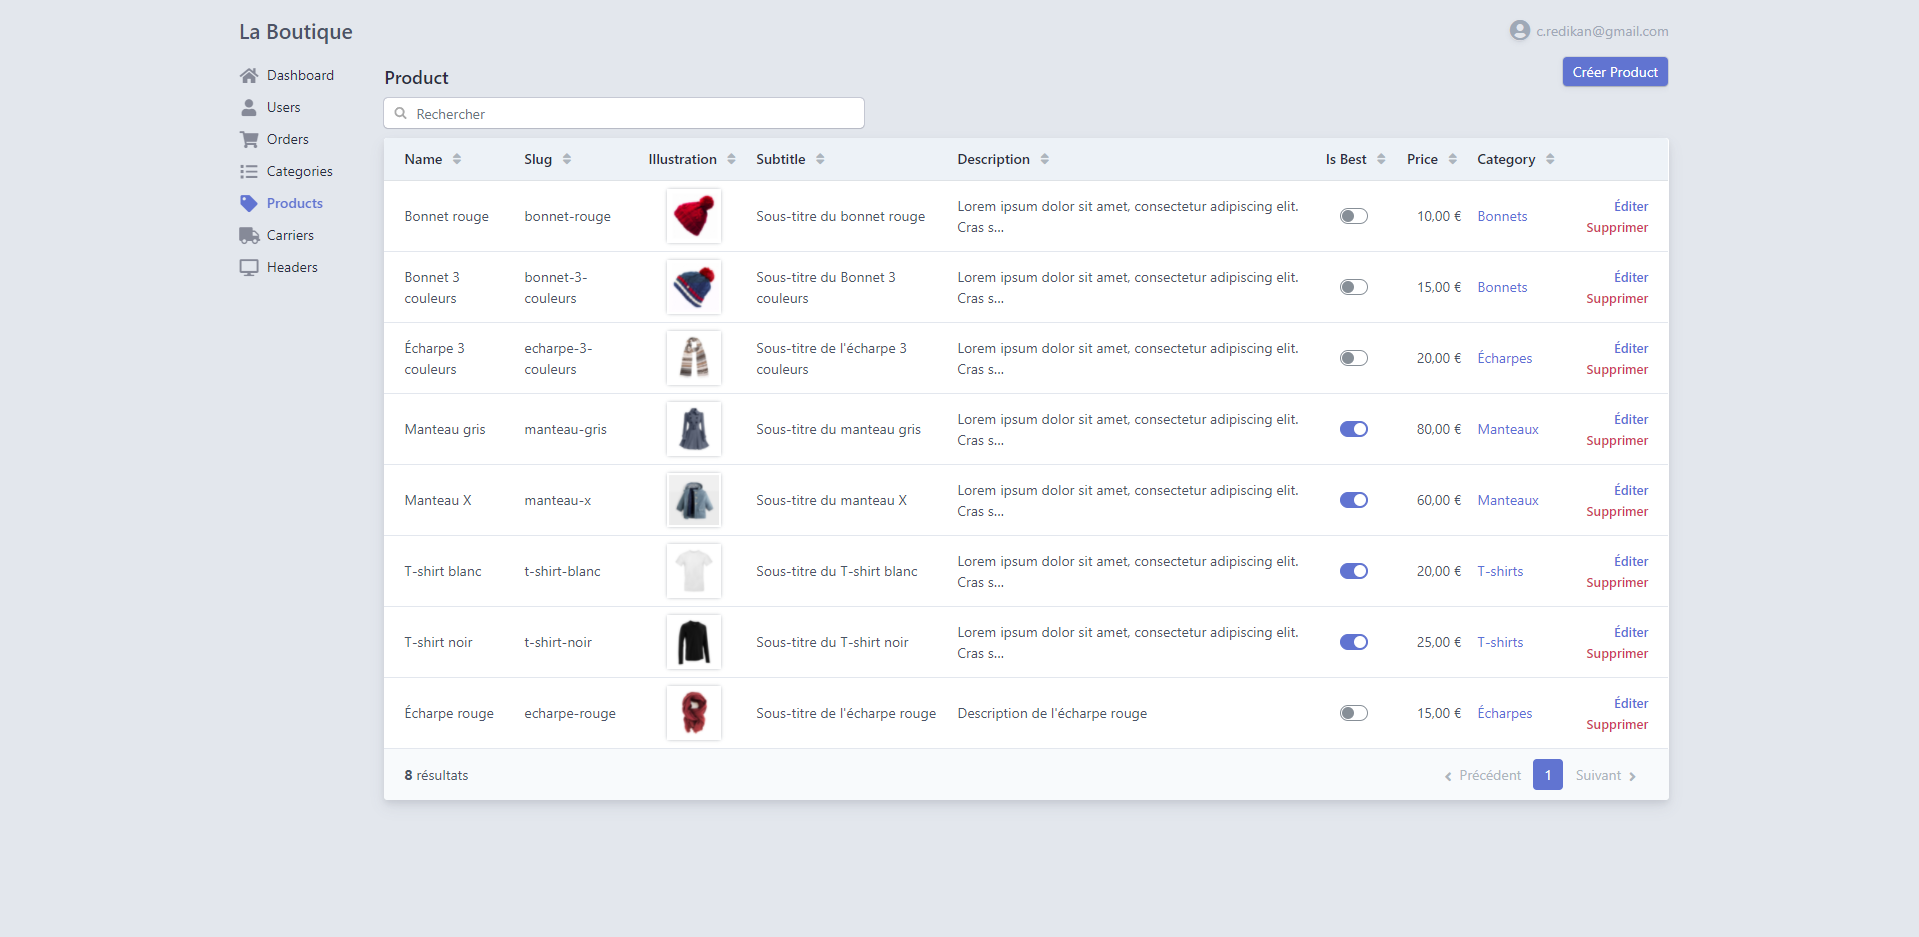 La Boutique
c.redikan@gmail.com
Dashboard
Users
Orders
Categories
Products
Carriers
Headers
Product
Créer Product
Rechercher
Name Slug Illustration Subtitle Description Is Best Price Category
Bonnet rouge bonnet-rouge Sous-titre du bonnet rouge Lorem ipsum dolor sit amet, consectetur adipiscing elit. Cras s... 10,00 € Bonnets Éditer Supprimer
Bonnet 3 couleurs bonnet-3-couleurs Sous-titre du Bonnet 3 couleurs Lorem ipsum dolor sit amet, consectetur adipiscing elit. Cras s... 15,00 € Bonnets Éditer Supprimer
Écharpe 3 couleurs echarpe-3-couleurs Sous-titre de l'écharpe 3 couleurs Lorem ipsum dolor sit amet, consectetur adipiscing elit. Cras s... 20,00 € Écharpes Éditer Supprimer
Manteau gris manteau-gris Sous-titre du manteau gris Lorem ipsum dolor sit amet, consectetur adipiscing elit. Cras s... 80,00 € Manteaux Éditer Supprimer
Manteau X manteau-x Sous-titre du manteau X Lorem ipsum dolor sit amet, consectetur adipiscing elit. Cras s... 60,00 € Manteaux Éditer Supprimer
T-shirt blanc t-shirt-blanc Sous-titre du T-shirt blanc Lorem ipsum dolor sit amet, consectetur adipiscing elit. Cras s... 20,00 € T-shirts Éditer Supprimer
T-shirt noir t-shirt-noir Sous-titre du T-shirt noir Lorem ipsum dolor sit amet, consectetur adipiscing elit. Cras s... 25,00 € T-shirts Éditer Supprimer
Écharpe rouge echarpe-rouge Sous-titre de l'écharpe rouge Description de l'écharpe rouge 15,00 € Écharpes Éditer Supprimer
8 résultats
Précédent 1 Suivant